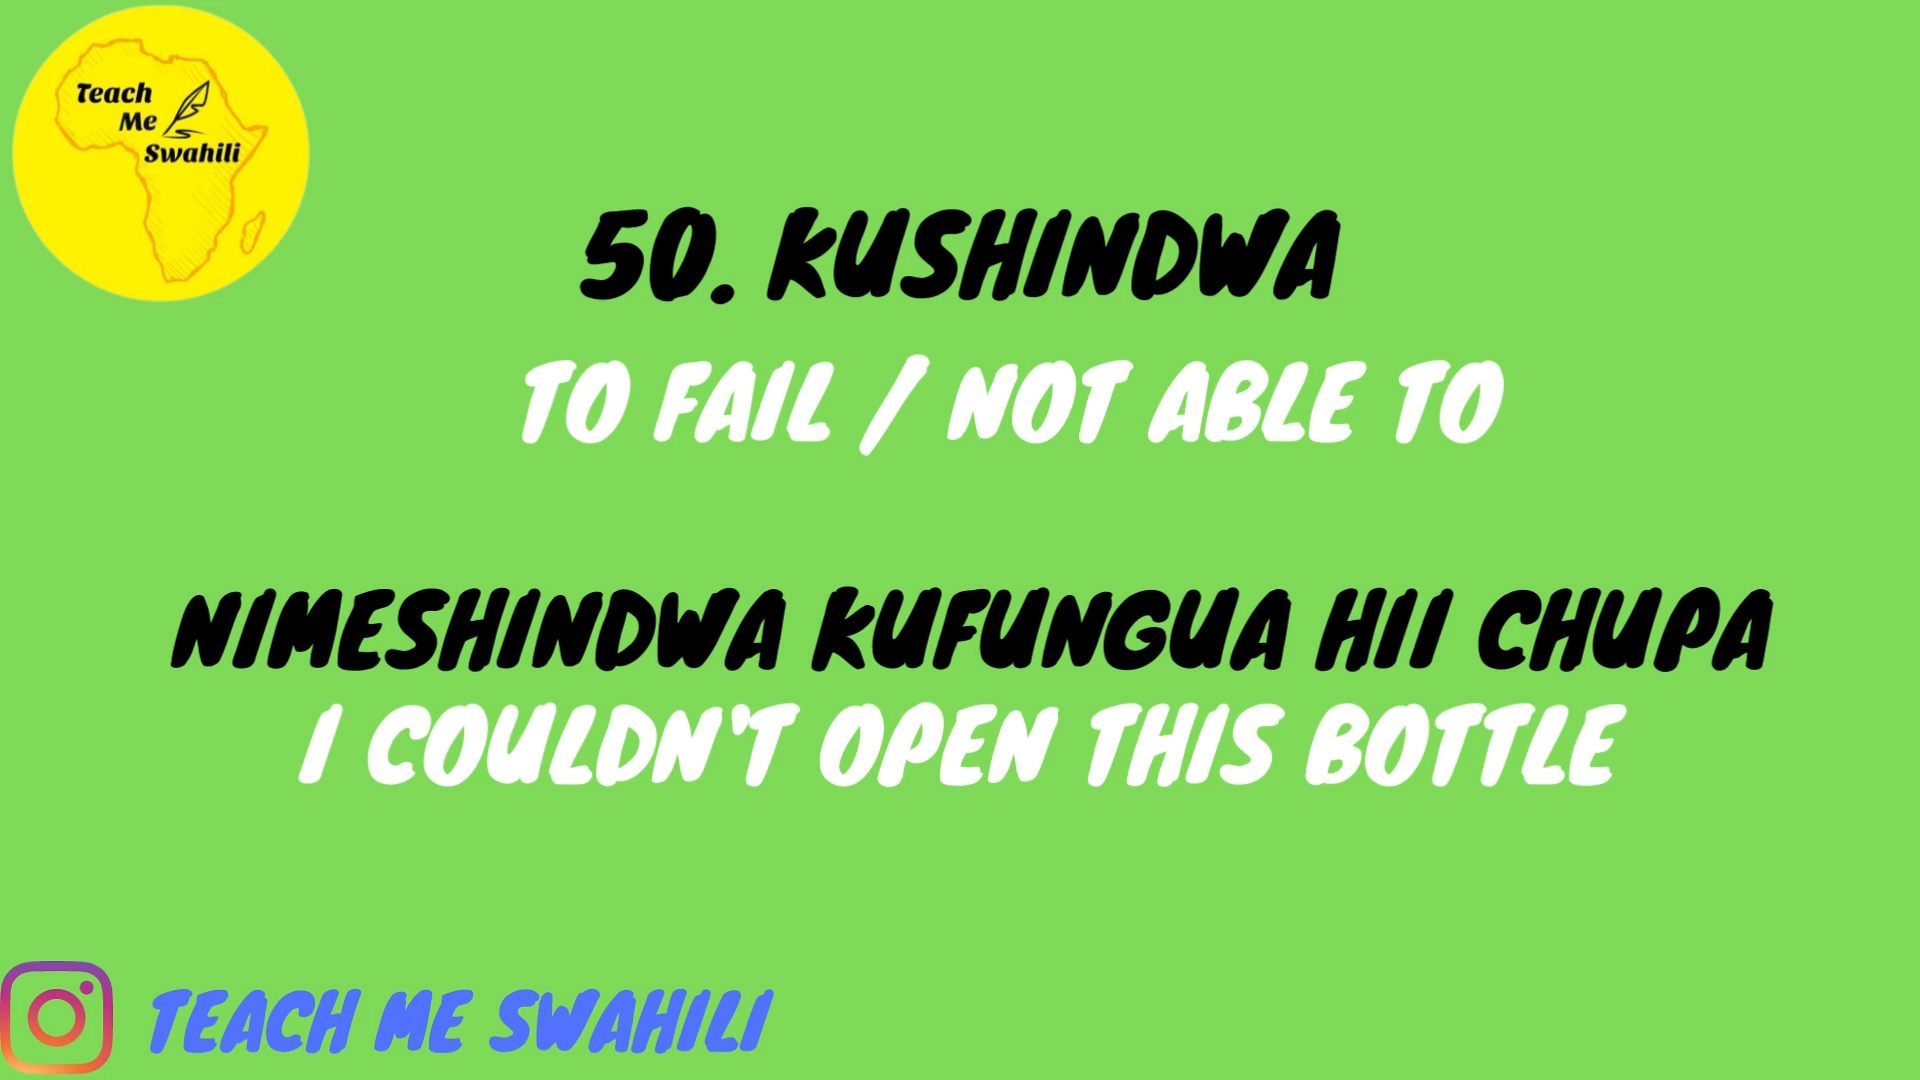 Teach
Me
Swahili
50. KUSHINDWA
TO FAIL / NOT ABLE TO
NIMESHINDWA KUFUNGUA HII CHUPA
I COULDN'T OPEN THIS BOTTLE
TEACH ME SWAHILI